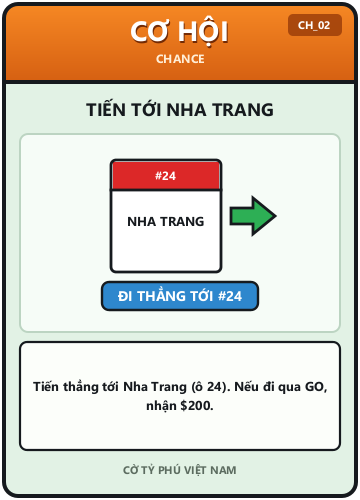 CƠ HỘI
CH_02
CHANCE
TIẾN TỚI NHA TRANG
#24
NHA TRANG
ĐI THẲNG TỚI #24
Tiến thẳng tới Nha Trang (ô 24). Nếu đi qua GO,
nhận $200.
CỜ TỶ PHÚ VIỆT NAM